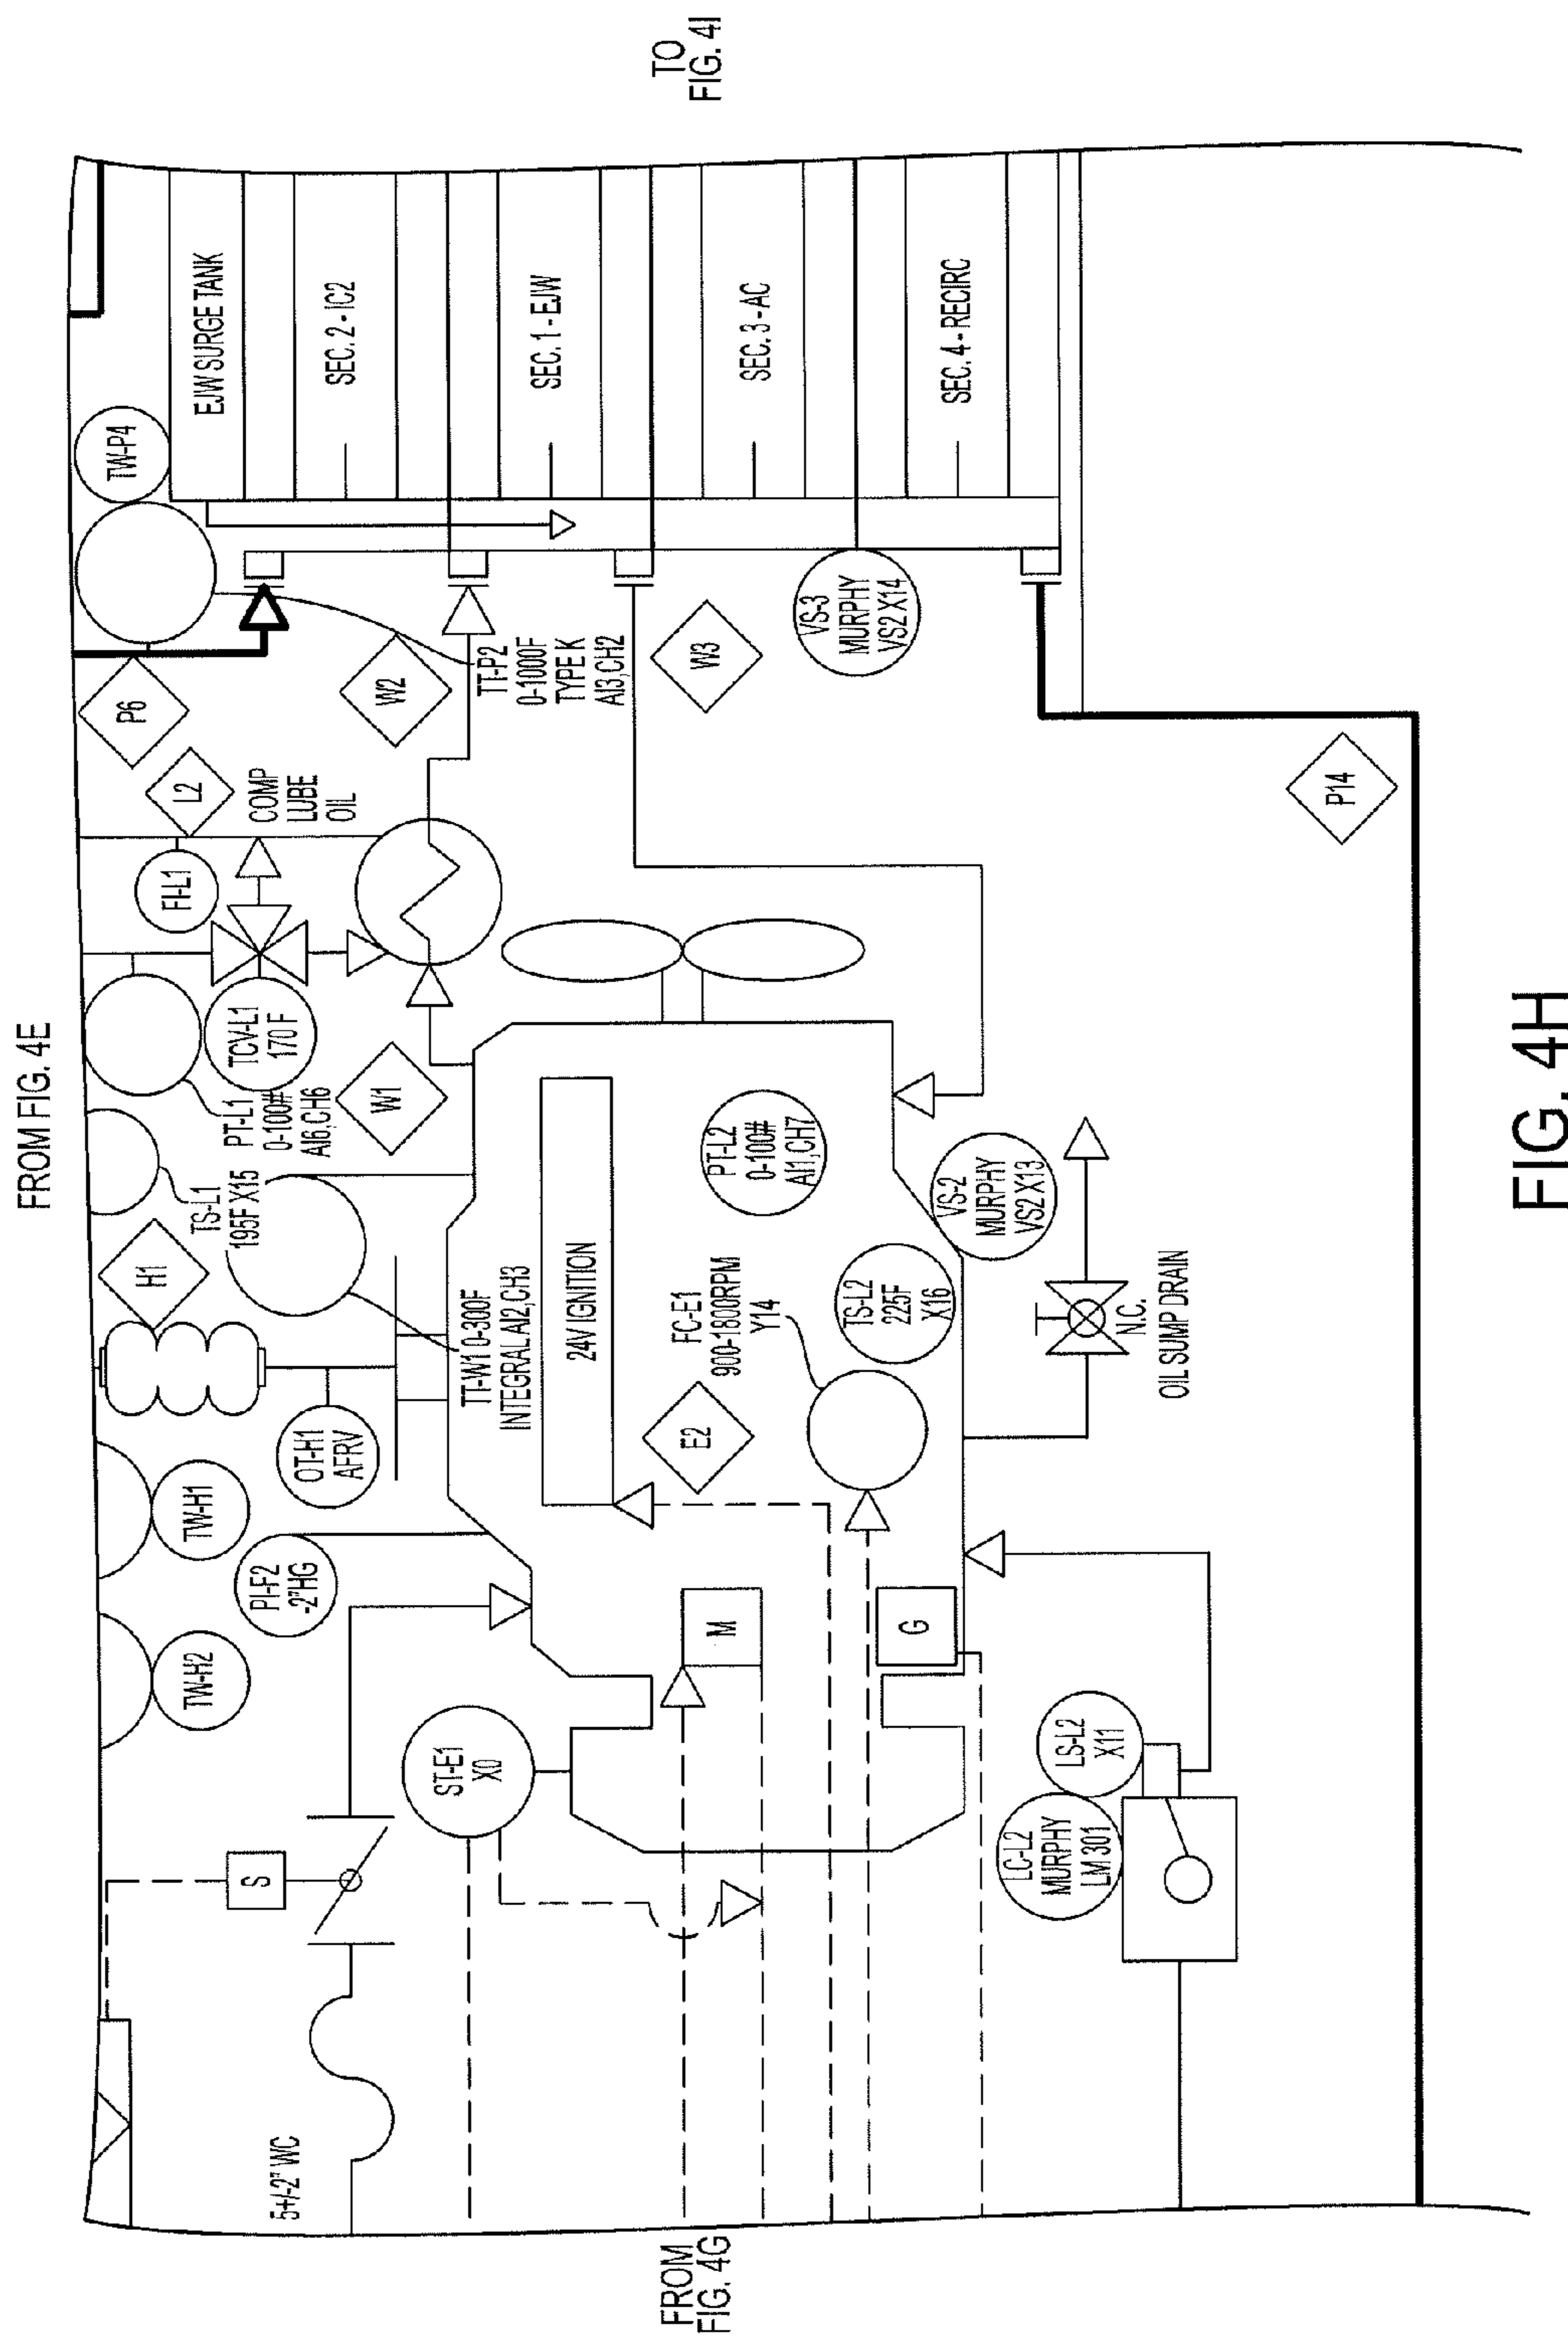 FROM FIG. 4E
TO
FIG. 4I
FROM
FIG. 4G
5+/-2" WC
S
TW-H2
TW-H1
PI-F2
-2"HG
OT-H1
AFRV
H1
TS-L1
195F X15
PT-L1
0-100#
AI6,CH6
TCV-L1
170 F
FI-L1
L2
COMP
LUBE
OIL
P6
TW-P4
W1
W2
TT-P2
0-1000F
TYPE K
AI3,CH2
W3
EJW SURGE TANK
SEC. 2 - IC2
SEC. 1 - EJW
SEC. 3 - AC
SEC. 4 - RECIRC
VS-3
MURPHY
VS2 X14
TT-W1 0-300F
INTEGRAL AI2,CH3
24V IGNITION
ST-E1
X0
M
G
E2
FC-E1
900-1800RPM
Y14
PT-L2
0-100#
AI1,CH7
TS-L2
225F
X16
VS-2
MURPHY
VS2 X13
LC-L2
MURPHY
LM 301
LS-L2
X11
N.C.
OIL SUMP DRAIN
P14
FIG. 4H